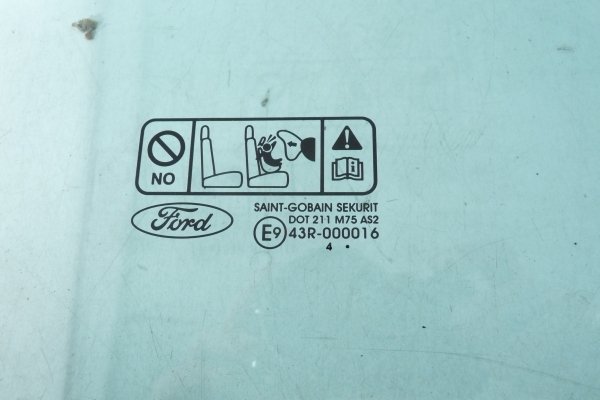 NO
Ford
SAINT-GOBAIN SEKURIT
DOT 211 M75 AS2
E9 43R-000016
4 .